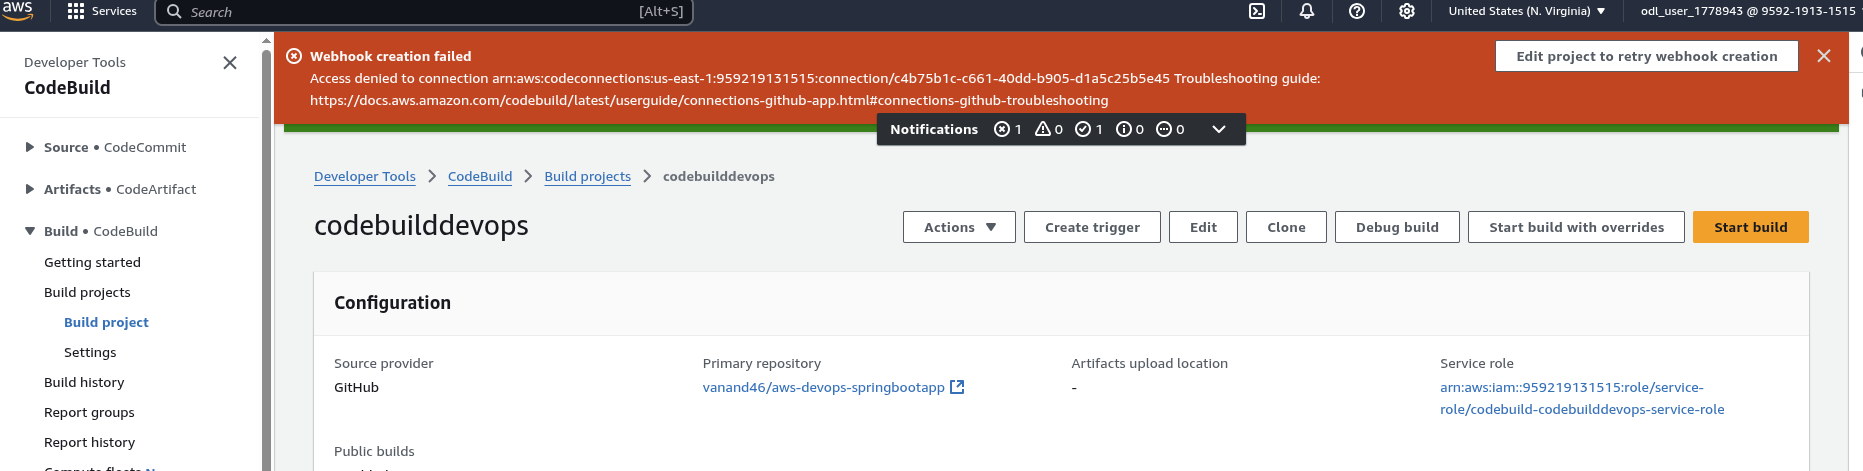 aws
Services
Search
[Alt+S]
United States (N. Virginia)
odl_user_1778943 @ 9592-1913-1515
Developer Tools
CodeBuild
Source • CodeCommit
Artifacts • CodeArtifact
Build • CodeBuild
Getting started
Build projects
Build project
Settings
Build history
Report groups
Report history
Webhook creation failed
Access denied to connection arn:aws:codeconnections:us-east-1:959219131515:connection/c4b75b1c-c661-40dd-b905-d1a5c25b5e45 Troubleshooting guide:
https://docs.aws.amazon.com/codebuild/latest/userguide/connections-github-app.html#connections-github-troubleshooting
Edit project to retry webhook creation
Notifications 1 0 1 0 0
Developer Tools
CodeBuild
Build projects
codebuilddevops
codebuilddevops
Actions
Create trigger
Edit
Clone
Debug build
Start build with overrides
Start build
Configuration
Source provider
GitHub
Primary repository
vanand46/aws-devops-springbootapp
Artifacts upload location
-
Service role
arn:aws:iam::959219131515:role/service-
role/codebuild-codebuilddevops-service-role
Public builds